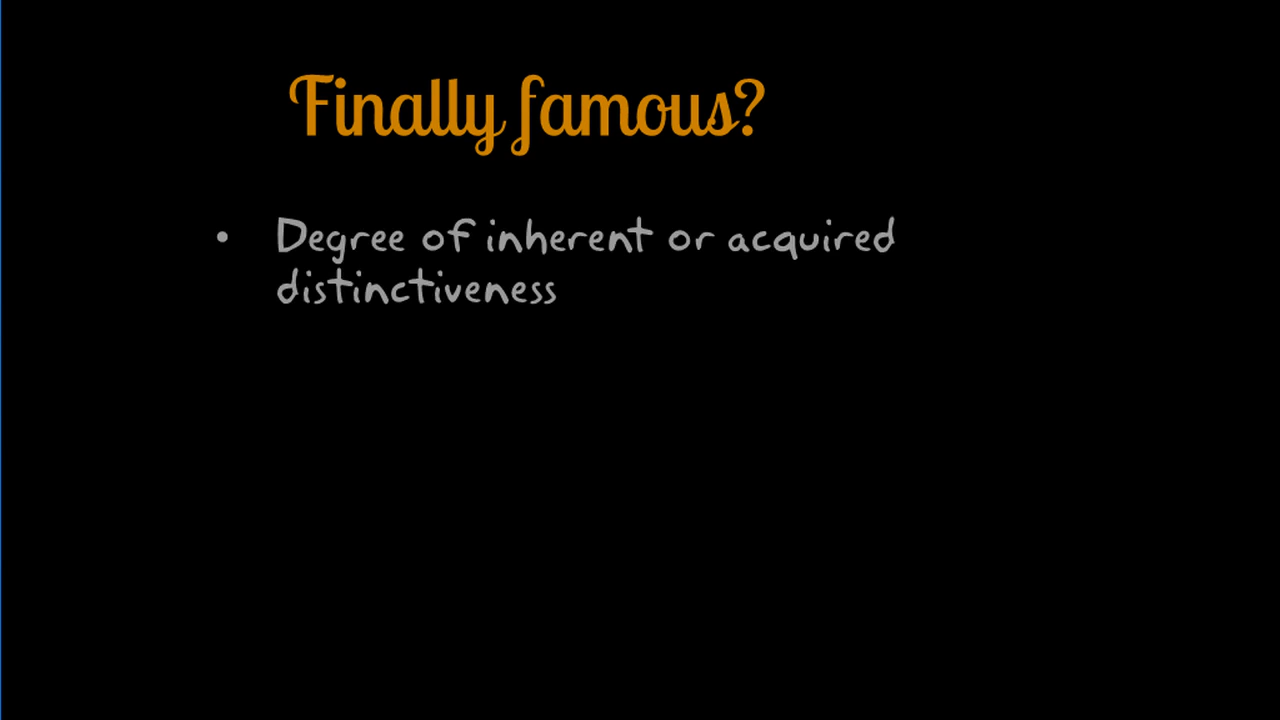 Finally famous?
• Degree of inherent or acquired
distinctiveness